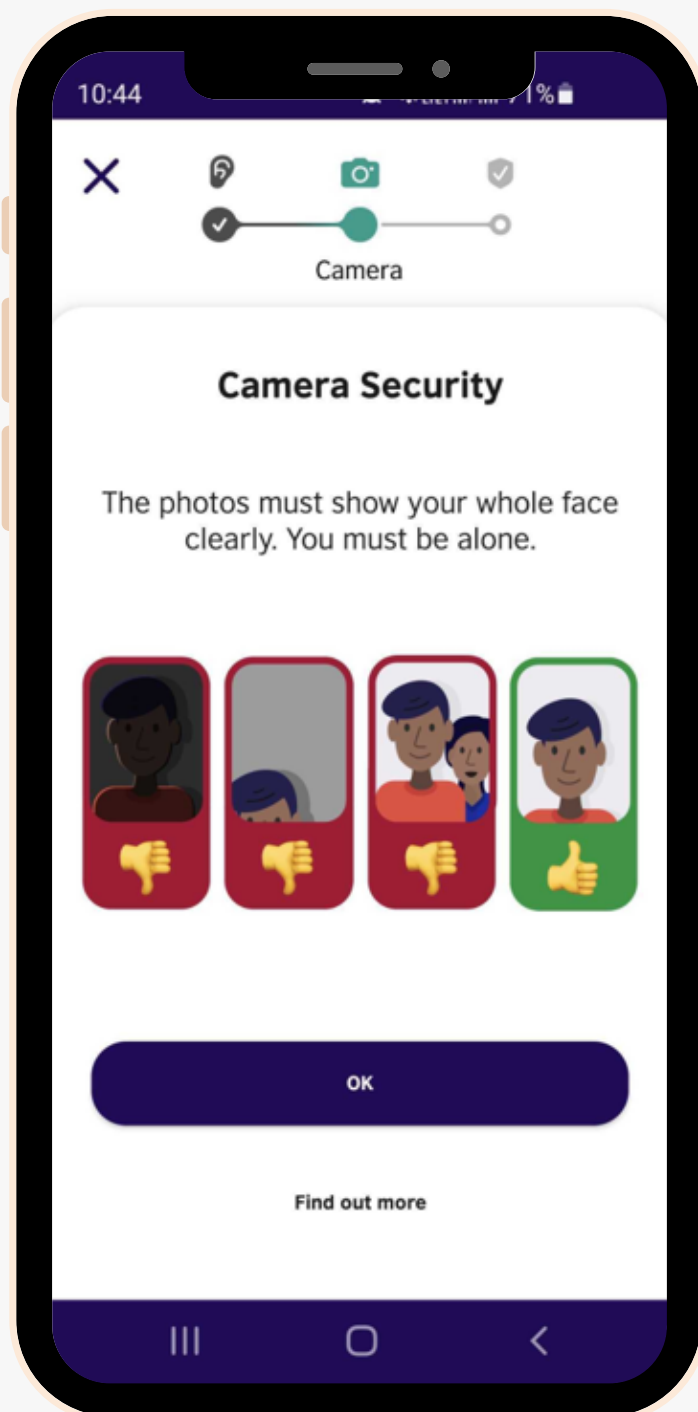 10:44
1%
Camera
Camera Security
The photos must show your whole face
clearly. You must be alone.
OK
Find out more